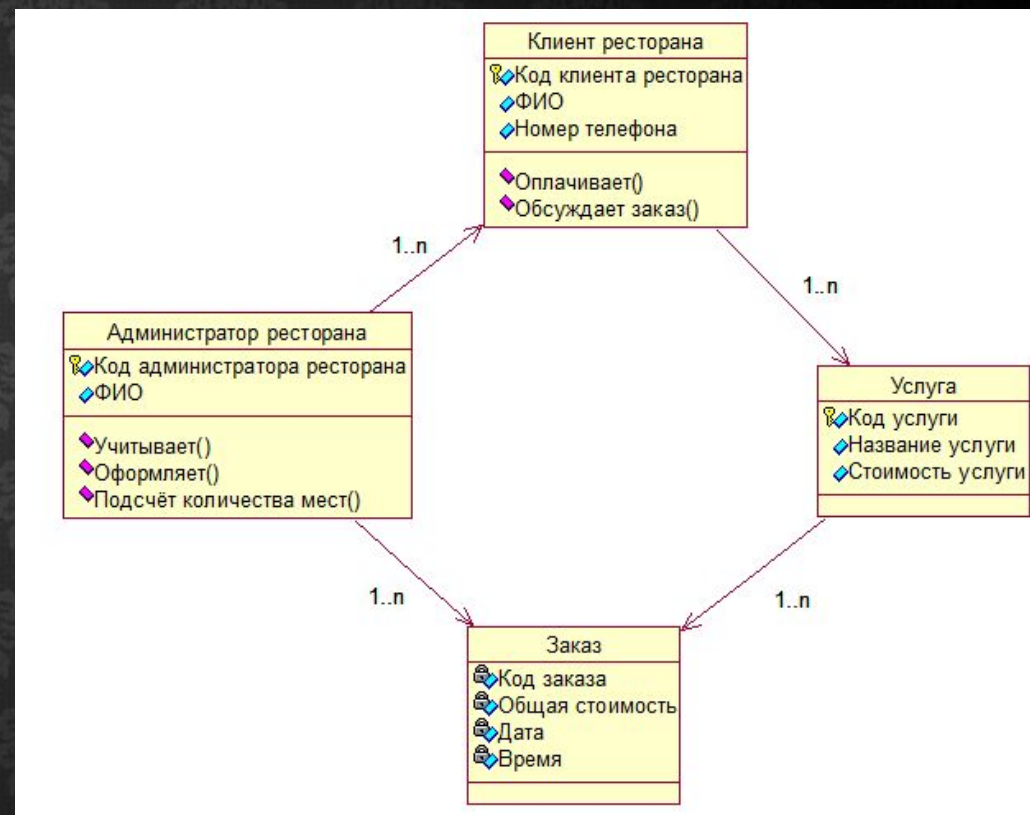 Клиент ресторана
Код клиента ресторана
ФИО
Номер телефона
Оплачивает()
Обсуждает заказ()
1..n
1..n
Администратор ресторана
Код администратора ресторана
ФИО
Учитывает()
Оформляет()
Подсчёт количества мест()
Услуга
Код услуги
Название услуги
Стоимость услуги
1..n
1..n
Заказ
Код заказа
Общая стоимость
Дата
Время